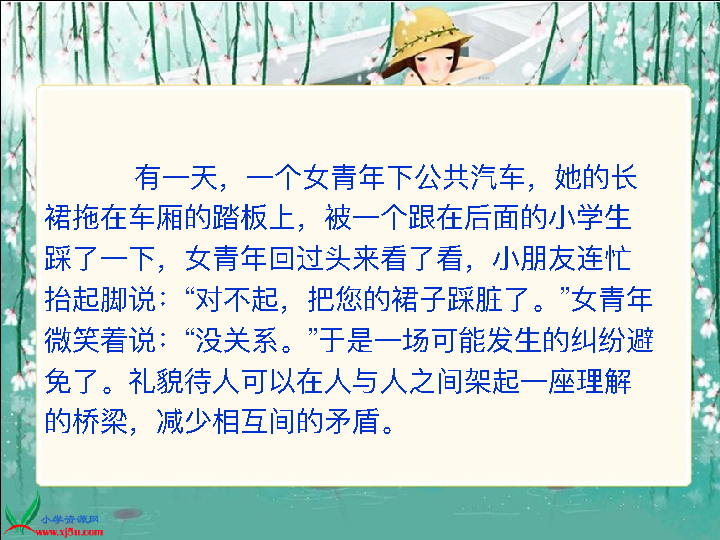 有一天，一个女青年下公共汽车，她的长
裙拖在车厢的踏板上，被一个跟在后面的小学生
踩了一下，女青年回过头来看了看，小朋友连忙
抬起脚说：“对不起，把您的裙子踩脏了。”女青年
微笑着说：“没关系。”于是一场可能发生的纠纷避
免了。礼貌待人可以在人与人之间架起一座理解
的桥梁，减少相互间的矛盾。
小学资源网
www.xj5u.com